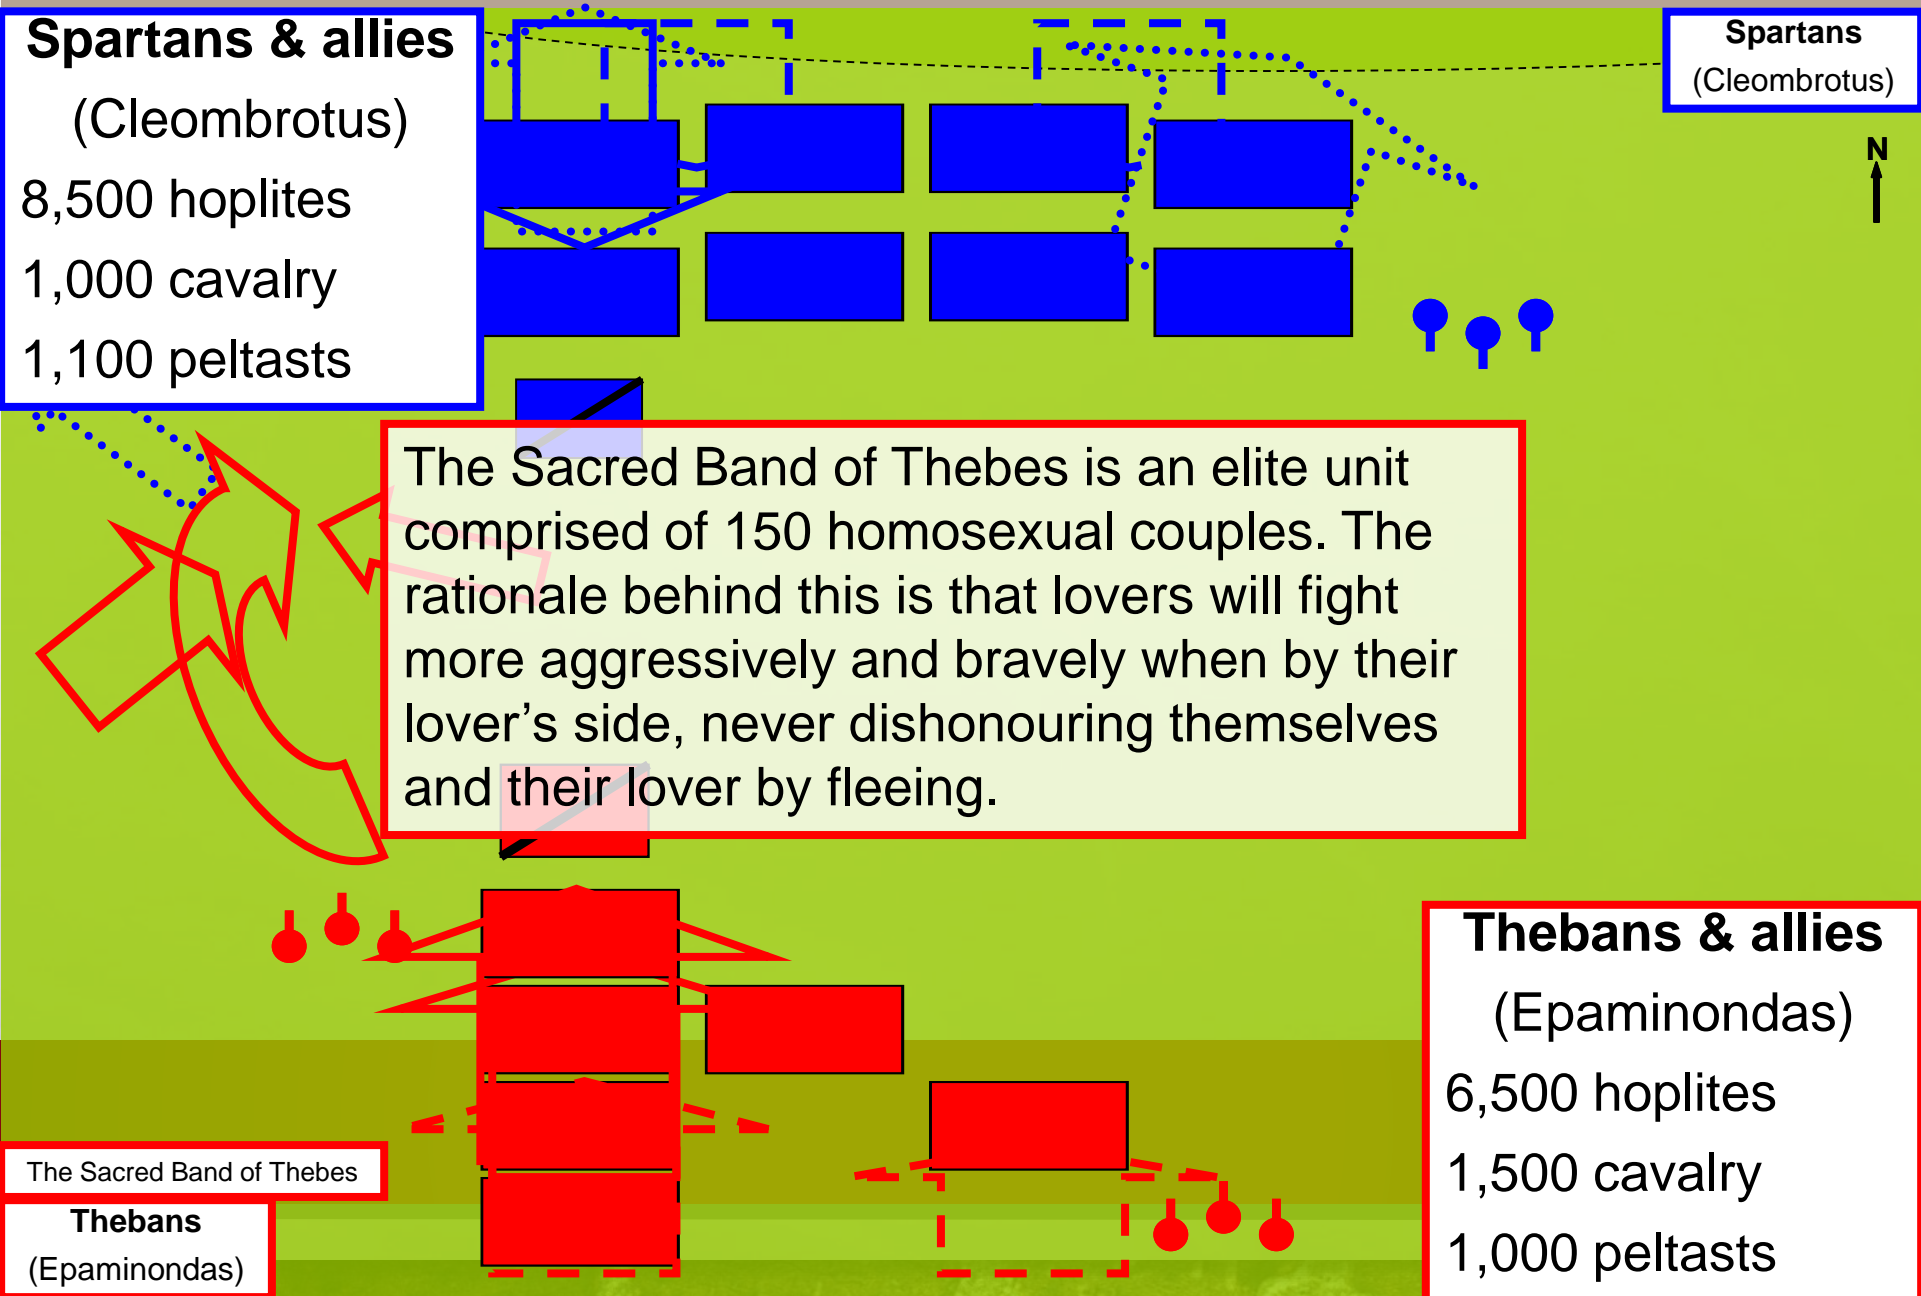 Spartans & allies
(Cleombrotus)
8,500 hoplites
1,000 cavalry
1,100 peltasts
Spartans
(Cleombrotus)
N
The Sacred Band of Thebes is an elite unit
comprised of 150 homosexual couples. The
rationale behind this is that lovers will fight
more aggressively and bravely when by their
lover’s side, never dishonouring themselves
and their lover by fleeing.
Thebans & allies
(Epaminondas)
6,500 hoplites
1,500 cavalry
1,000 peltasts
The Sacred Band of Thebes
Thebans
(Epaminondas)